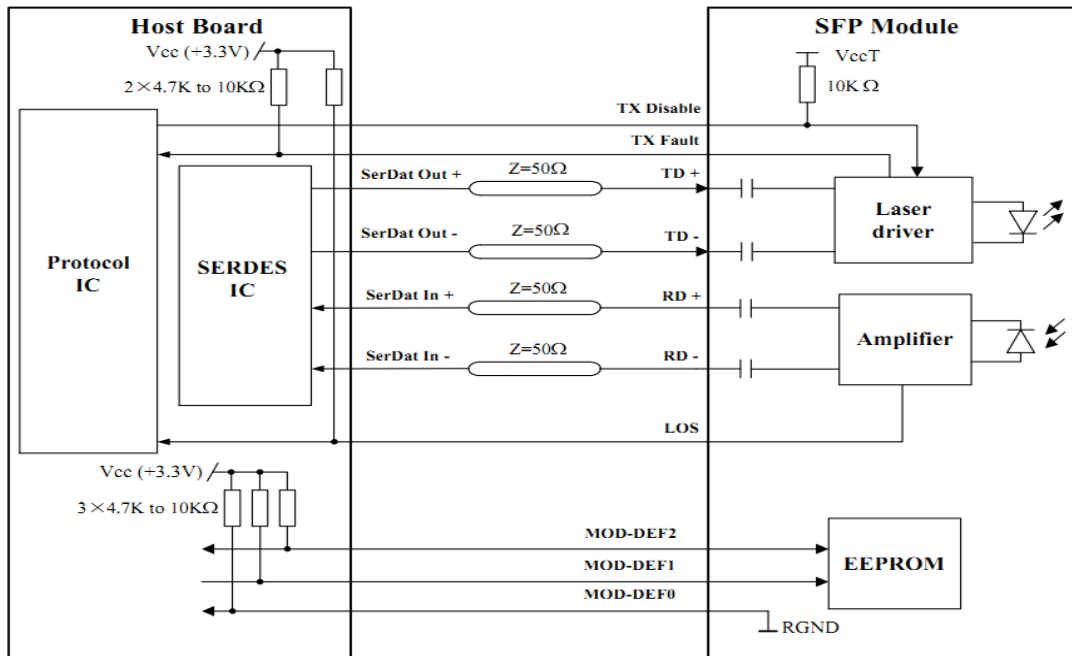 Host Board
SFP Module
Vcc (+3.3V)
2×4.7K to 10KΩ
VccT
10K Ω
TX Disable
TX Fault
SerDat Out +
Z=50Ω
TD +
SerDat Out -
Z=50Ω
TD -
Laser
driver
Protocol
IC
SERDES
IC
SerDat In +
Z=50Ω
RD +
SerDat In -
Z=50Ω
RD -
Amplifier
LOS
Vcc (+3.3V)
3×4.7K to 10KΩ
MOD-DEF2
MOD-DEF1
MOD-DEF0
EEPROM
RGND